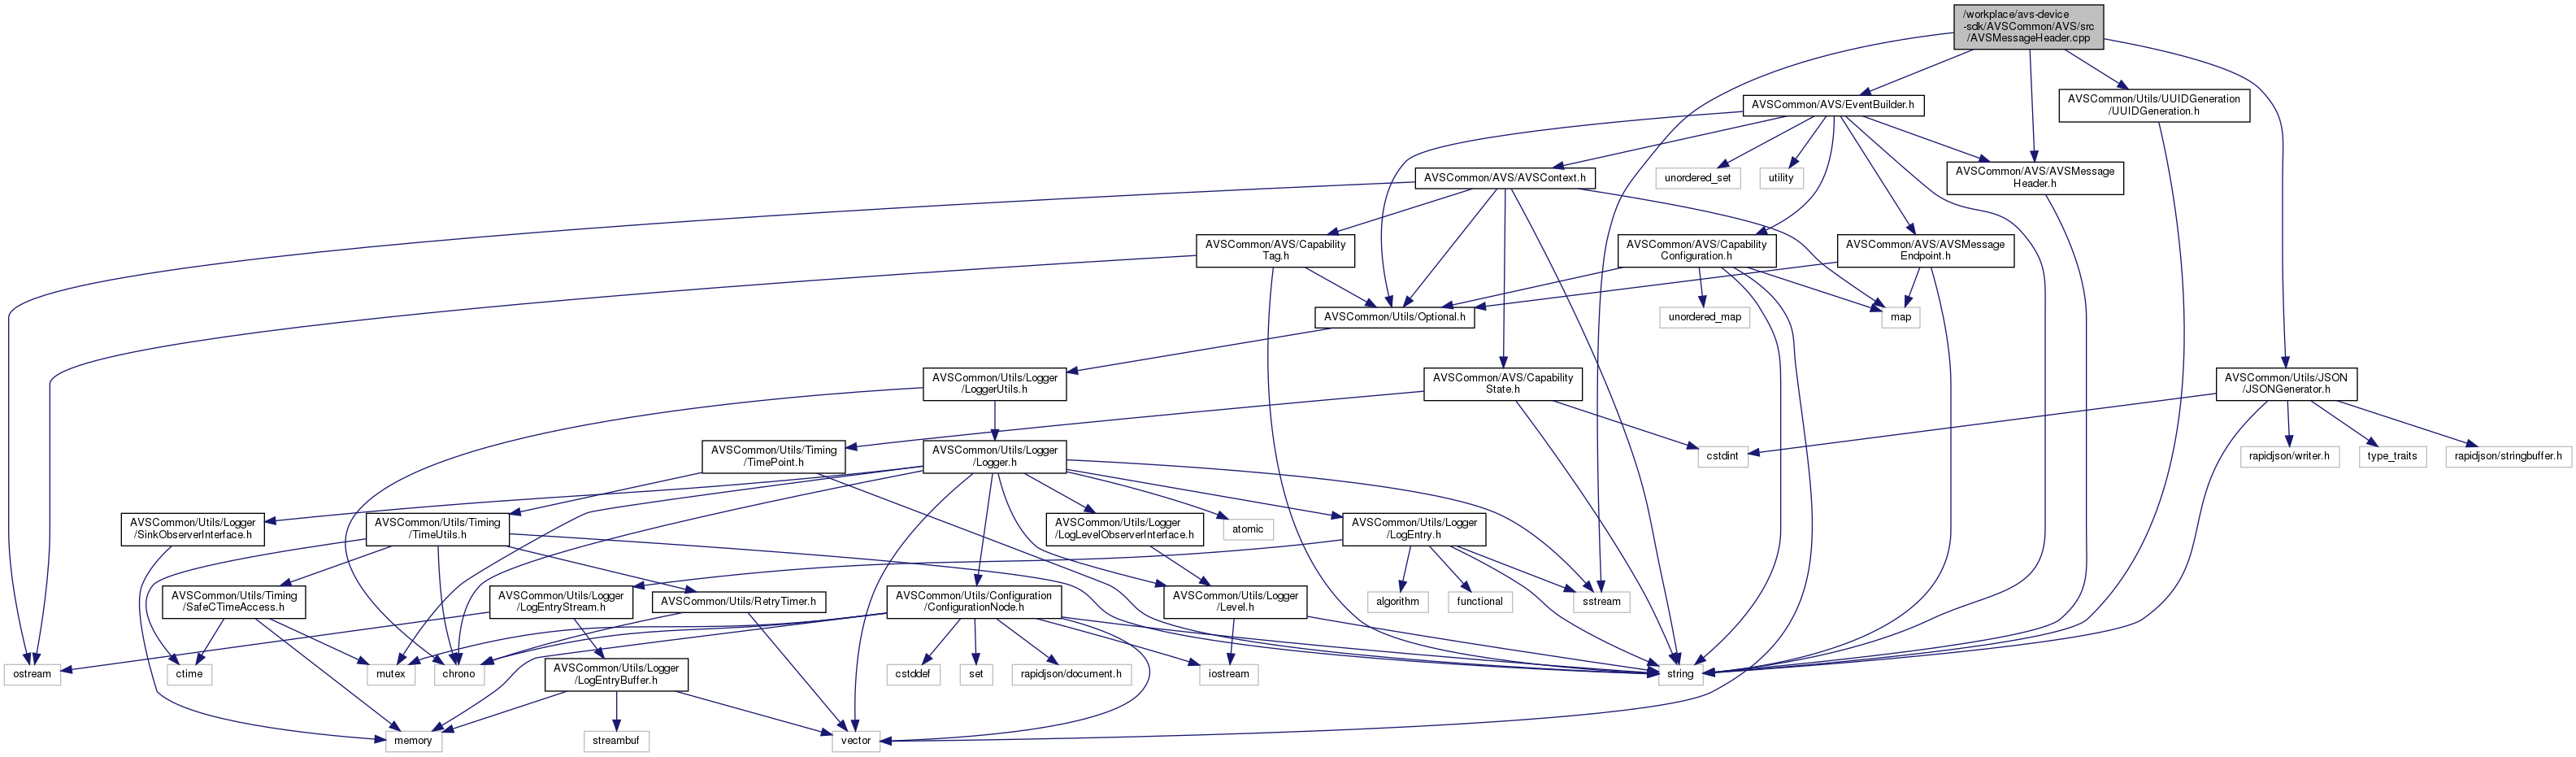 /workplace/avs-device
-sdk/AVSCommon/AVS/src
/AVSMessageHeader.cpp
AVSCommon/AVS/EventBuilder.h
AVSCommon/Utils/UUIDGeneration
/UUIDGeneration.h
AVSCommon/AVS/AVSContext.h
unordered_set
utility
AVSCommon/AVS/AVSMessage
Header.h
AVSCommon/AVS/Capability
Tag.h
AVSCommon/AVS/Capability
Configuration.h
AVSCommon/AVS/AVSMessage
Endpoint.h
AVSCommon/Utils/Optional.h
unordered_map
map
AVSCommon/Utils/Logger
/LoggerUtils.h
AVSCommon/AVS/Capability
State.h
AVSCommon/Utils/JSON
/JSONGenerator.h
AVSCommon/Utils/Timing
/TimePoint.h
AVSCommon/Utils/Logger
/Logger.h
cstdint
rapidjson/writer.h
type_traits
rapidjson/stringbuffer.h
AVSCommon/Utils/Logger
/SinkObserverInterface.h
AVSCommon/Utils/Timing
/TimeUtils.h
AVSCommon/Utils/Logger
/LogLevelObserverInterface.h
atomic
AVSCommon/Utils/Logger
/LogEntry.h
AVSCommon/Utils/Timing
/SafeCTimeAccess.h
AVSCommon/Utils/Logger
/LogEntryStream.h
AVSCommon/Utils/RetryTimer.h
AVSCommon/Utils/Configuration
/ConfigurationNode.h
AVSCommon/Utils/Logger
/Level.h
algorithm
functional
sstream
ostream
ctime
mutex
chrono
AVSCommon/Utils/Logger
/LogEntryBuffer.h
cstddef
set
rapidjson/document.h
iostream
string
memory
streambuf
vector